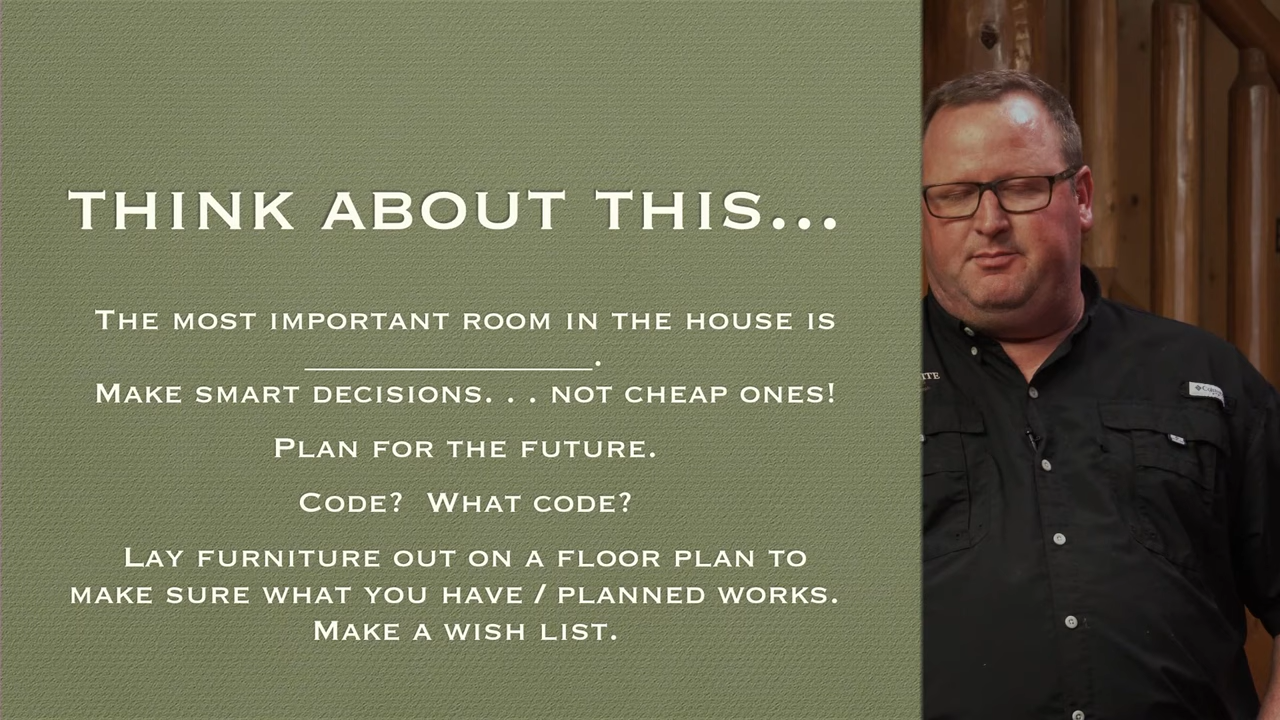 THINK ABOUT THIS...
THE MOST IMPORTANT ROOM IN THE HOUSE IS
_________________.
MAKE SMART DECISIONS. . . NOT CHEAP ONES!
PLAN FOR THE FUTURE.
CODE? WHAT CODE?
LAY FURNITURE OUT ON A FLOOR PLAN TO
MAKE SURE WHAT YOU HAVE / PLANNED WORKS.
MAKE A WISH LIST.
ITE